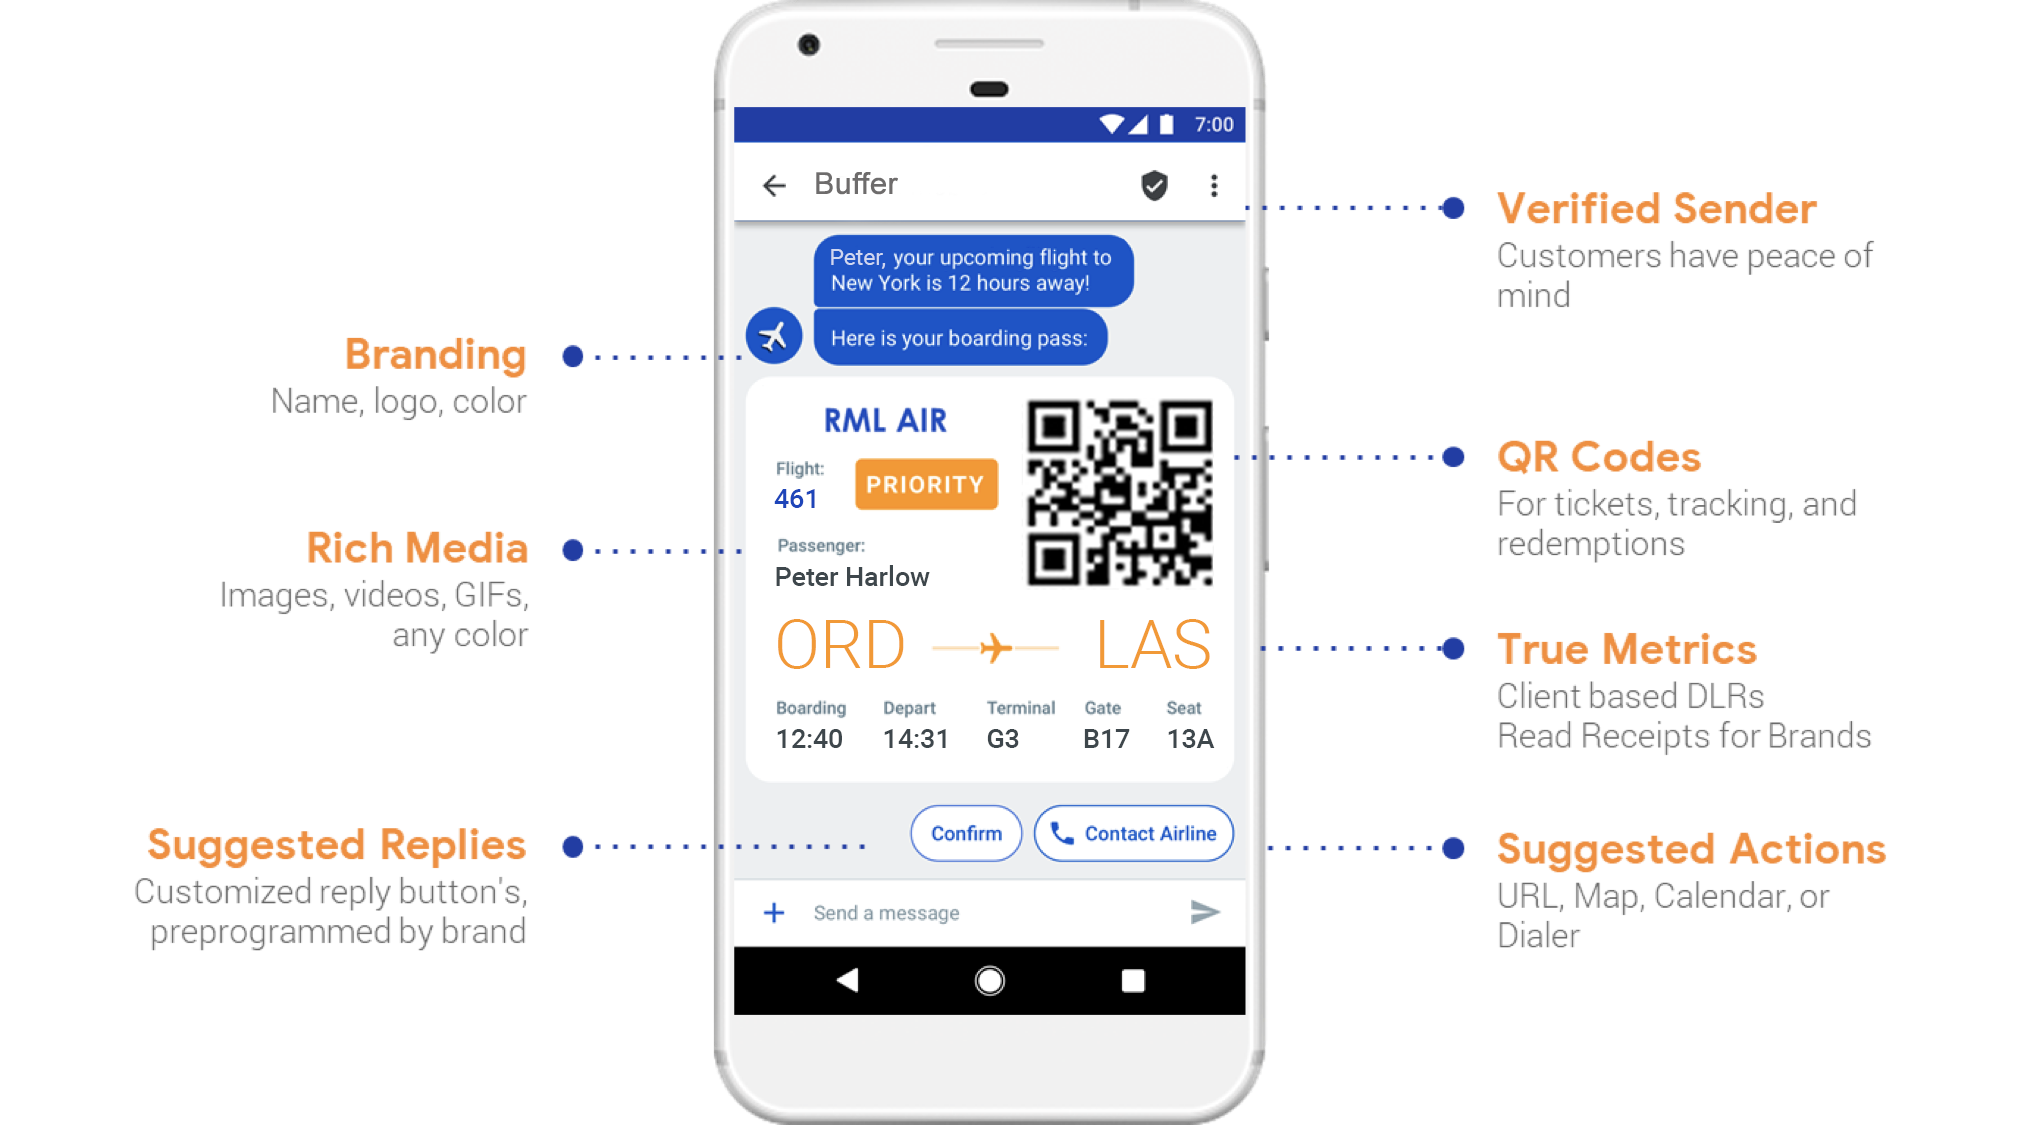 7:00
Buffer
Peter, your upcoming flight to
New York is 12 hours away!
Here is your boarding pass:
RML AIR
Flight:
461
PRIORITY
Passenger:
Peter Harlow
ORD LAS
Boarding Depart Terminal Gate Seat
12:40 14:31 G3 B17 13A
Confirm
Contact Airline
Send a message
Branding
Name, logo, color
Rich Media
Images, videos, GIFs,
any color
Suggested Replies
Customized reply button's,
preprogrammed by brand
Verified Sender
Customers have peace of
mind
QR Codes
For tickets, tracking, and
redemptions
True Metrics
Client based DLRs
Read Receipts for Brands
Suggested Actions
URL, Map, Calendar, or
Dialer